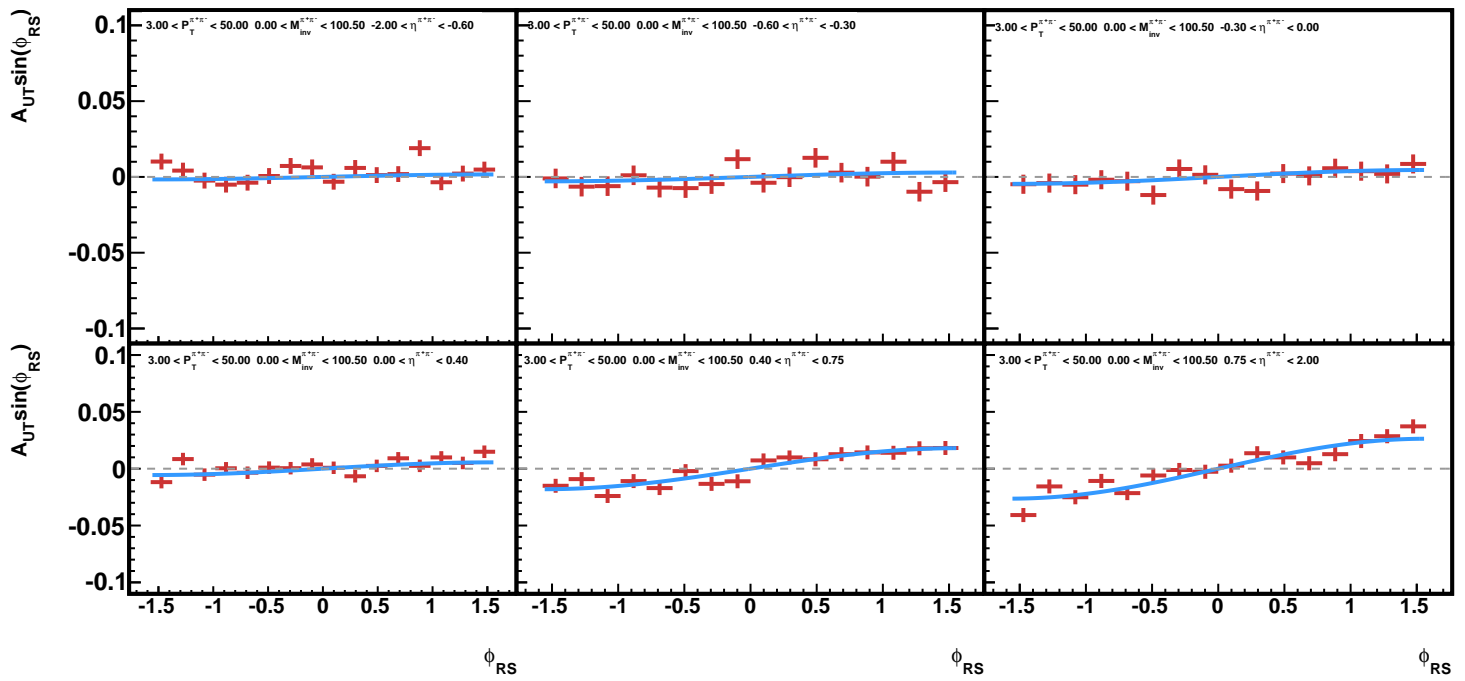 A_UT sin(ϕ_RS)
0.1
0.05
0
-0.05
-0.1
3.00 < P_T^π+π- < 50.00 0.00 < M_inv^π+π- < 100.50 -2.00 < η^π+π- < -0.60
3.00 < P_T^π+π- < 50.00 0.00 < M_inv^π+π- < 100.50 -0.60 < η^π+π- < -0.30
3.00 < P_T^π+π- < 50.00 0.00 < M_inv^π+π- < 100.50 -0.30 < η^π+π- < 0.00
A_UT sin(ϕ_RS)
0.1
0.05
0
-0.05
-0.1
3.00 < P_T^π+π- < 50.00 0.00 < M_inv^π+π- < 100.50 0.00 < η^π+π- < 0.40
3.00 < P_T^π+π- < 50.00 0.00 < M_inv^π+π- < 100.50 0.40 < η^π+π- < 0.75
3.00 < P_T^π+π- < 50.00 0.00 < M_inv^π+π- < 100.50 0.75 < η^π+π- < 2.00
-1.5 -1 -0.5 0 0.5 1 1.5
-1.5 -1 -0.5 0 0.5 1 1.5
-1.5 -1 -0.5 0 0.5 1 1.5
ϕ_RS
ϕ_RS
ϕ_RS